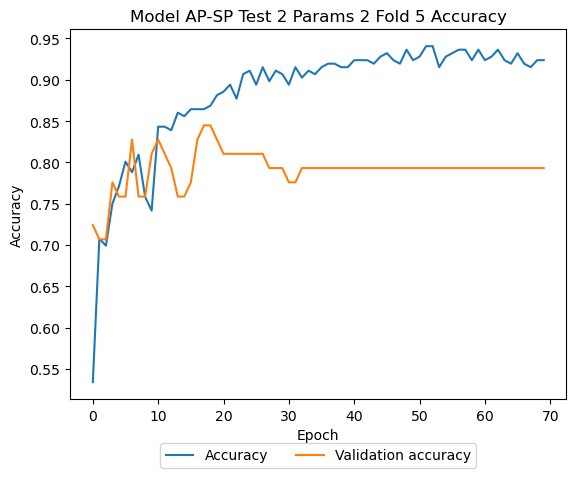 Model AP-SP Test 2 Params 2 Fold 5 Accuracy
0.95
0.90
0.85
0.80
0.75
0.70
0.65
0.60
0.55
Accuracy
0 10 20 30 40 50 60 70
Epoch
Accuracy Validation accuracy